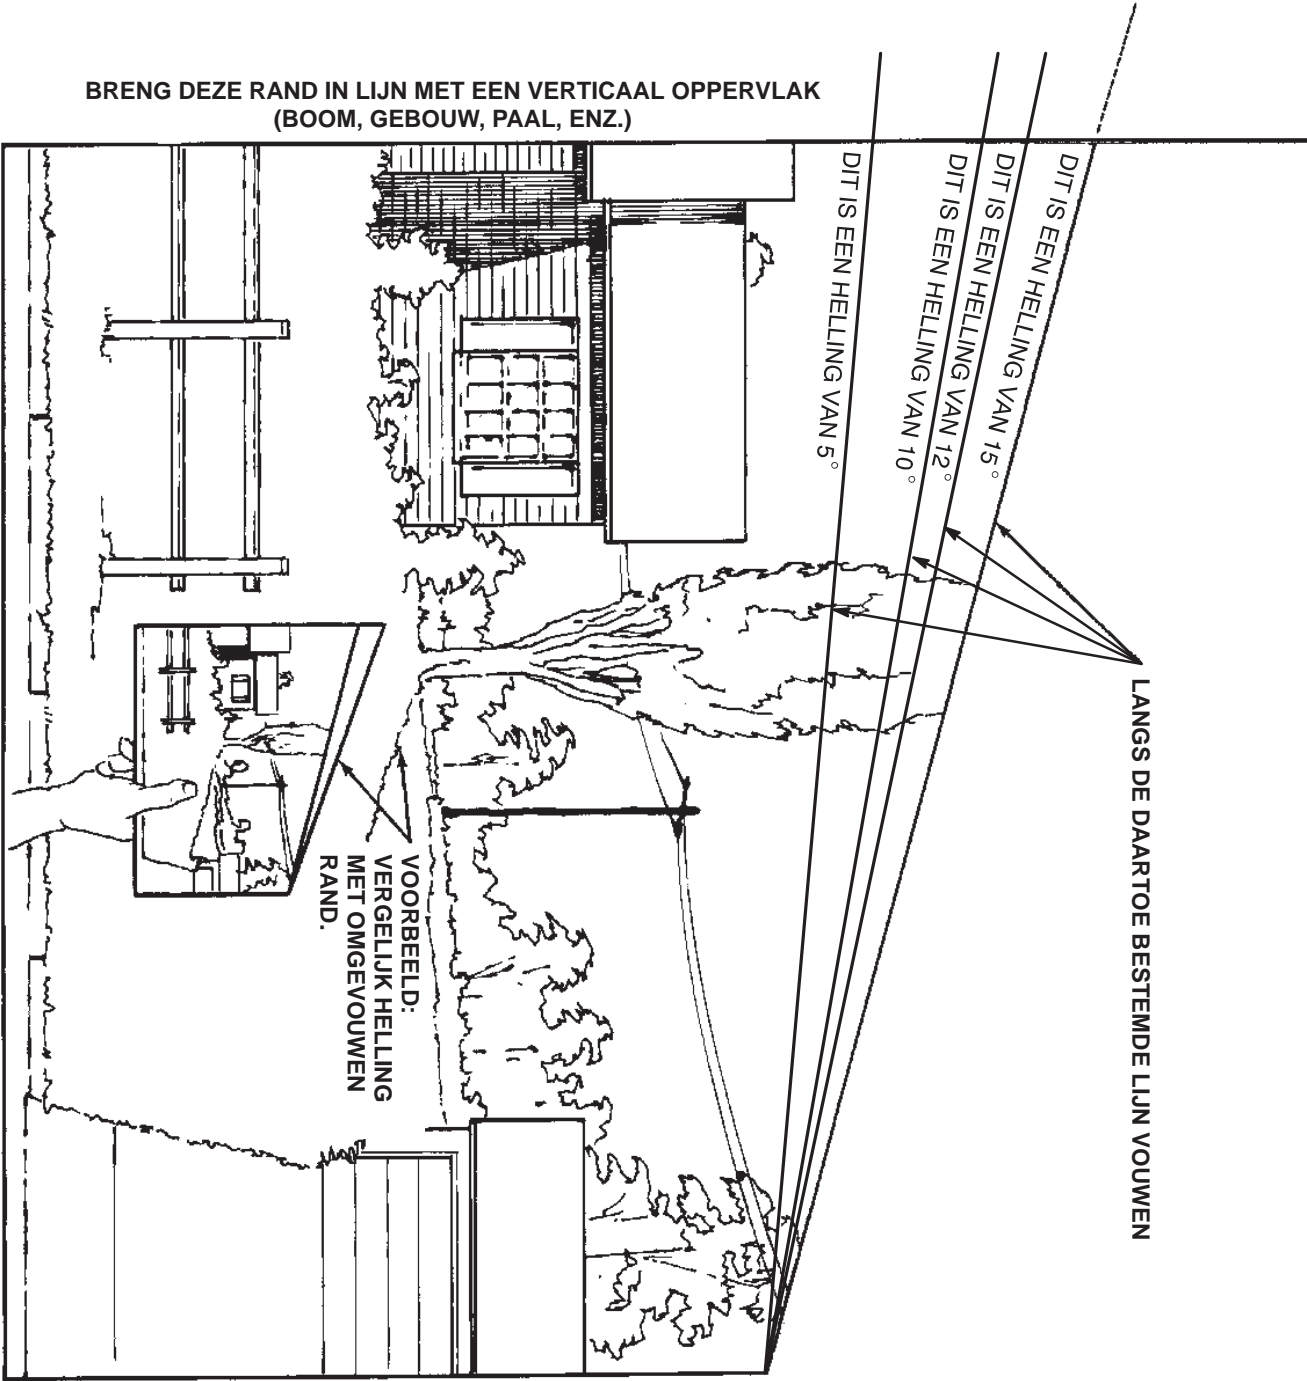 BRENG DEZE RAND IN LIJN MET EEN VERTICAAL OPPERVLAK
(BOOM, GEBOUW, PAAL, ENZ.)
DIT IS EEN HELLING VAN 15°
DIT IS EEN HELLING VAN 12°
DIT IS EEN HELLING VAN 10°
DIT IS EEN HELLING VAN 5°
LANGS DE DAARTOE BESTEMDE LIJN VOUWEN
VOORBEELD:
VERGELIJK HELLING
MET OMGEVOUWEN
RAND.